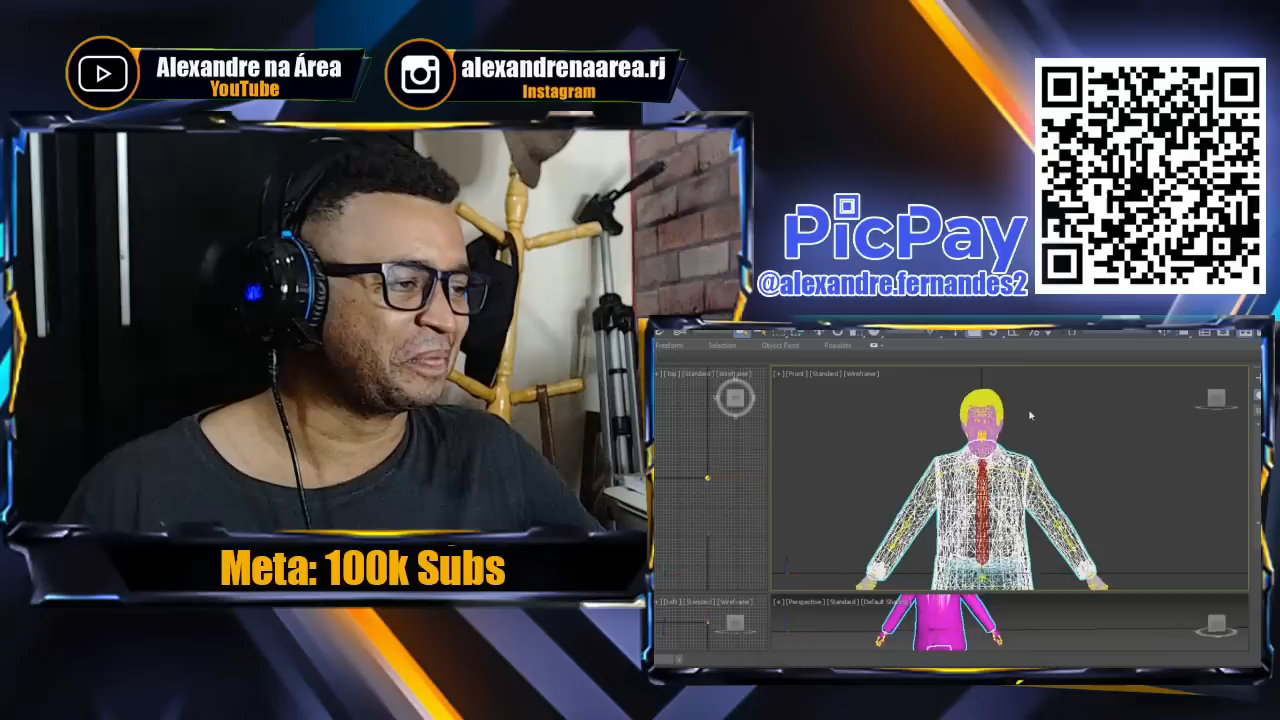 Alexandre na Área
YouTube
alexandrenaarea.rj
Instagram
PicPay
@alexandre.fernandes2
Meta: 100k Subs
Freeform
Selection
Object Paint
Populate
[Top] [Standard] [Wireframe]
[+] [Front] [Standard] [Wireframe]
[Left] [Standard] [Wireframe]
[+] [Perspective] [Standard] [Default Shading]